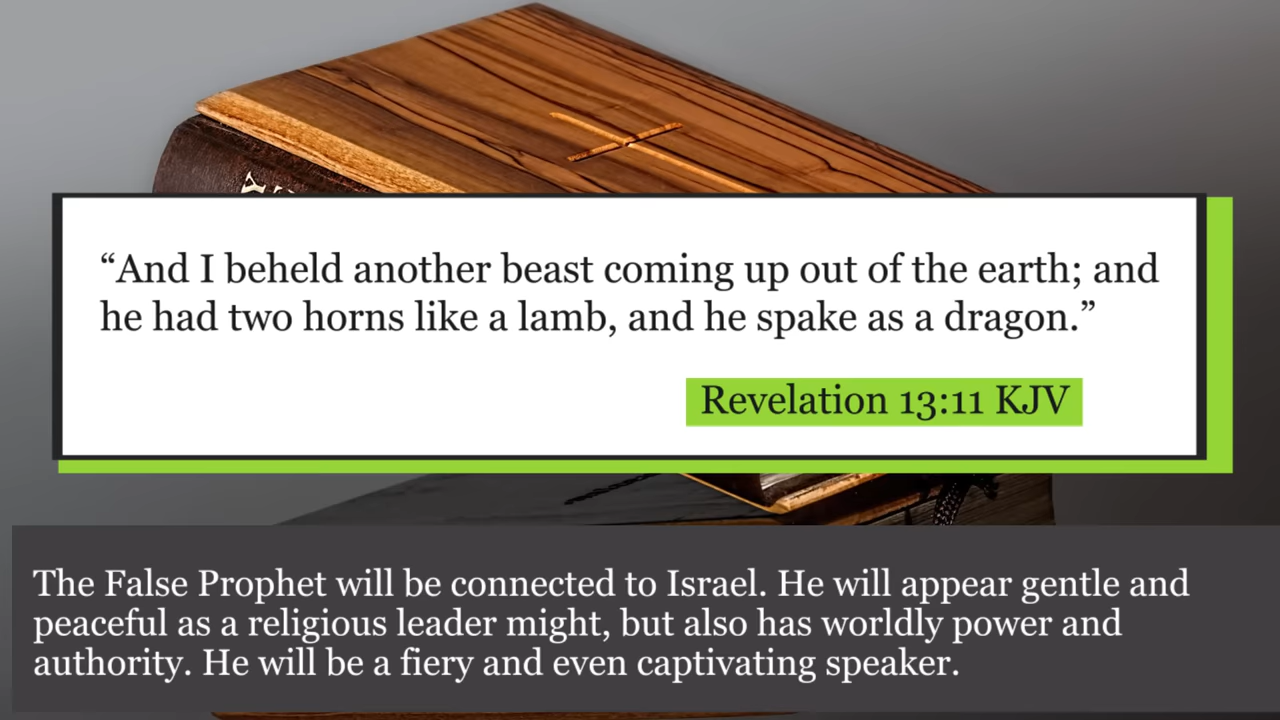 “And I beheld another beast coming up out of the earth; and
he had two horns like a lamb, and he spake as a dragon.”
Revelation 13:11 KJV
The False Prophet will be connected to Israel. He will appear gentle and
peaceful as a religious leader might, but also has worldly power and
authority. He will be a fiery and even captivating speaker.